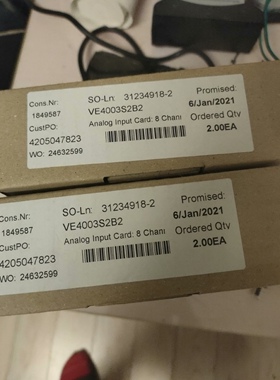 Cons.Nr:
SO-Ln: 31234918-2
Promised:
1849587
VE4003S2B2
6/Jan/2021
CustPO:
Analog Input Card: 8 Chann
Ordered Qty
4205047823
2.00EA
WO: 24632599
Cons.Nr:
SO-Ln: 31234918-2
Promised:
1849587
VE4003S2B2
6/Jan/2021
CustPO:
Analog Input Card: 8 Chann
Ordered Qty
4205047823
2.00EA
WO: 24632599